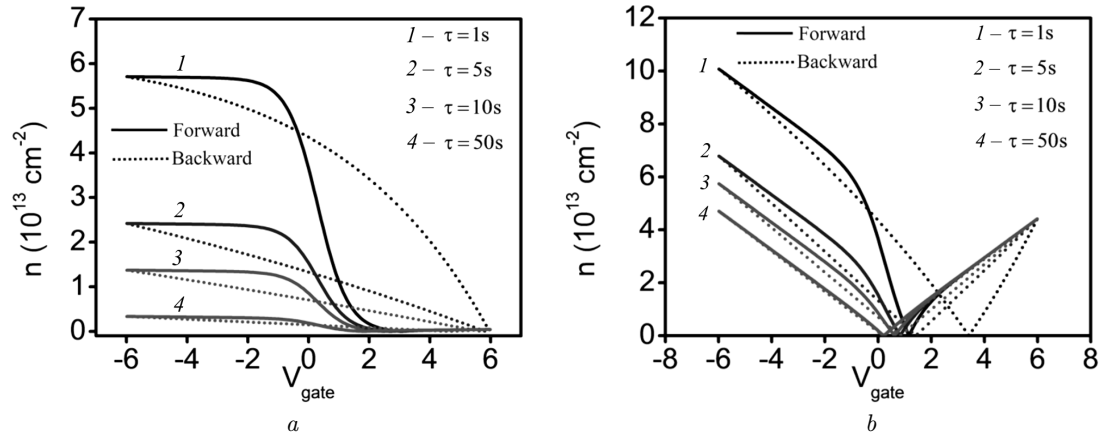 7
6
5
4
3
2
1
0
n (10^13 cm^-2)
-6 -4 -2 0 2 4 6
V_gate
1
2
3
4
1 – τ = 1s
2 – τ = 5s
3 – τ = 10s
4 – τ = 50s
Forward
Backward
a
12
10
8
6
4
2
0
n (10^13 cm^-2)
-8 -6 -4 -2 0 2 4 6 8
V_gate
1
2
3
4
Forward
Backward
1 – τ = 1s
2 – τ = 5s
3 – τ = 10s
4 – τ = 50s
b